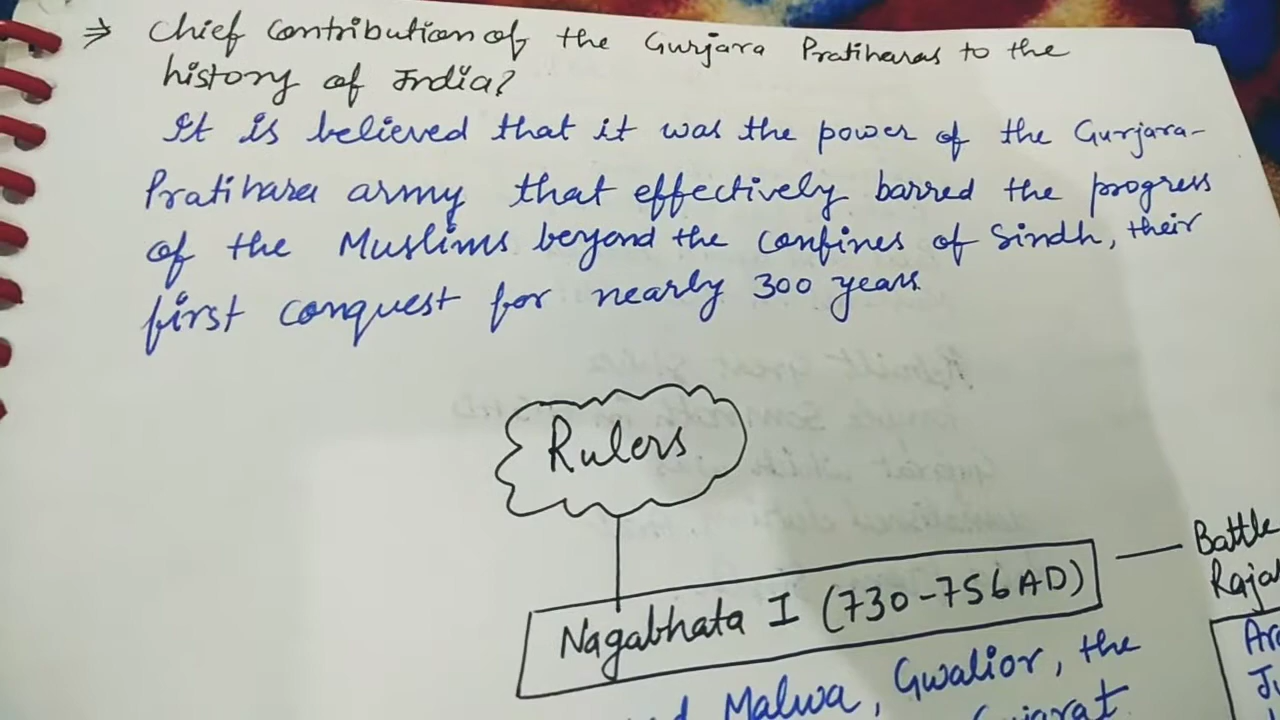 ⇒ Chief Contribution of the Gurjara Pratiharas to the
history of India?
It is believed that it was the power of the Gurjara-
Pratihara army that effectively barred the progress
of the Muslims beyond the confines of Sindh, their
first conquest for nearly 300 years.
Rulers
Nagabhata I (730-756AD)
Battle
Malwa, Gwalior, the